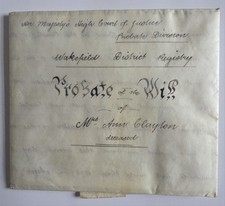 Her Majesty's High Court of Justice
Probate Division
Wakefield District Registry
Probate of the Will
of
Mrs Ann Clayton
deceased